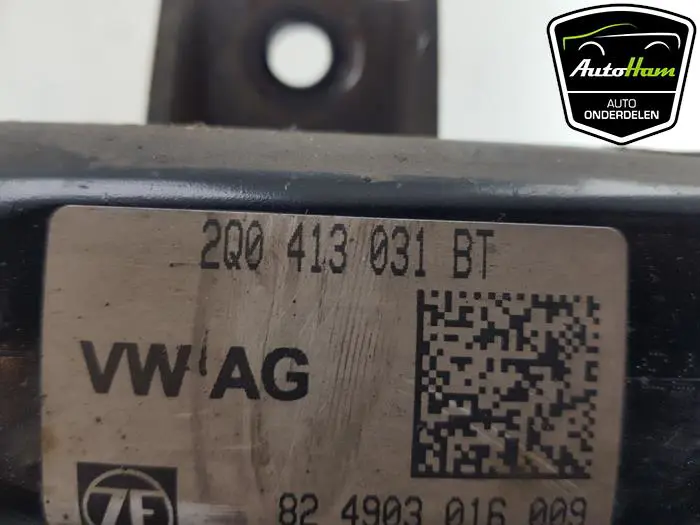 AutoHam
AUTO
ONDERDELEN
2Q0 413 031 BT
VW AG
ZF
82 4903 016 009